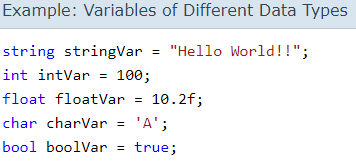 Example: Variables of Different Data Types
string stringVar = "Hello World!!";
int intVar = 100;
float floatVar = 10.2f;
char charVar = 'A';
bool boolVar = true;